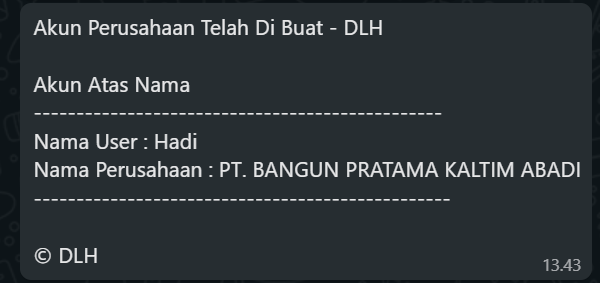 Akun Perusahaan Telah Di Buat - DLH
Akun Atas Nama
------------------------------------------------
Nama User : Hadi
Nama Perusahaan : PT. BANGUN PRATAMA KALTIM ABADI
-------------------------------------------------
© DLH
13.43